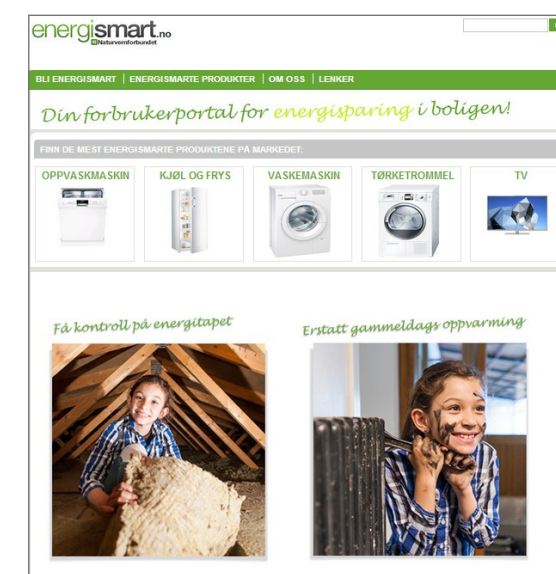 energismart.no
Naturvernforbundet
BLI ENERGISMART | ENERGISMARTE PRODUKTER | OM OSS | LENKER
Din forbrukerportal for energisparing i boligen!
FINN DE MEST ENERGISMARTE PRODUKTENE PÅ MARKEDET:
OPPVASKMASKIN
KJØL OG FRYS
VASKEMASKIN
TØRKETROMMEL
TV
Få kontroll på energitapet
Erstatt gammeldags oppvarming